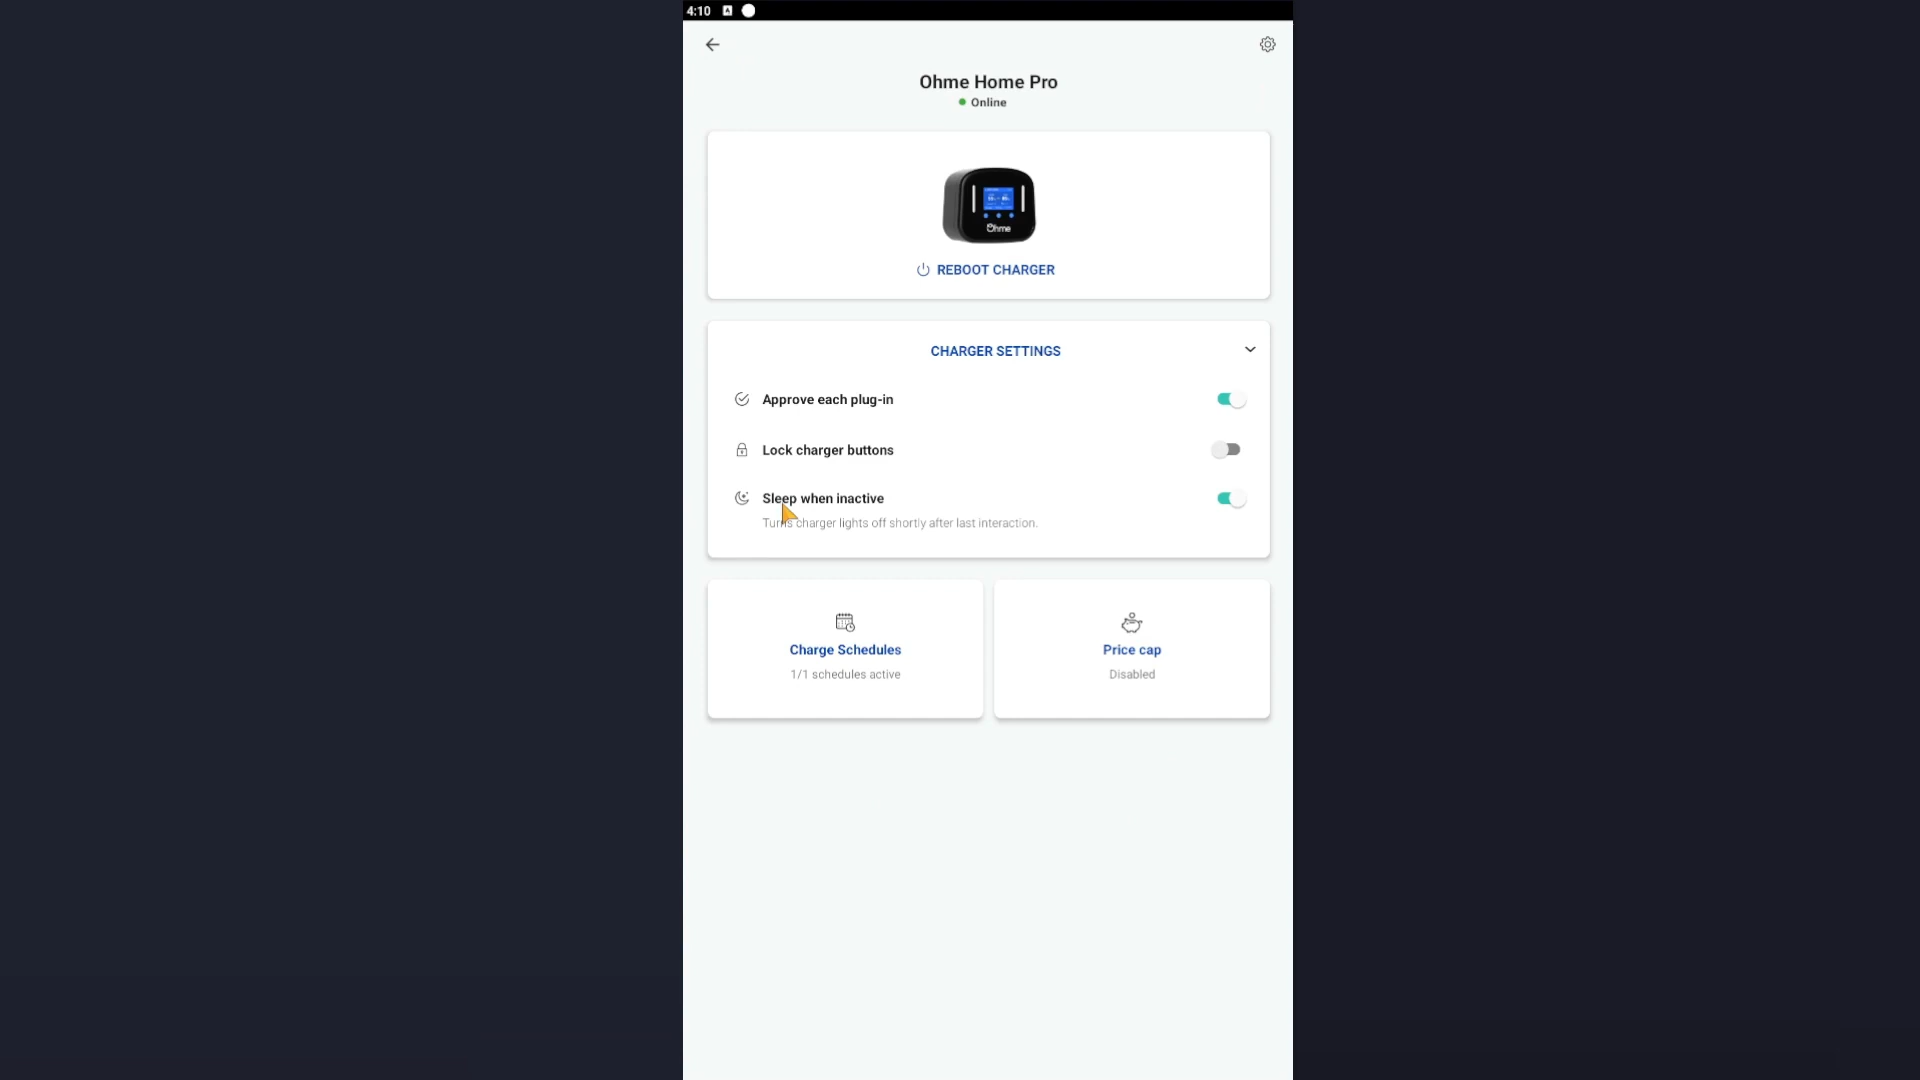 4:10
Ohme Home Pro
Online
Ohme
REBOOT CHARGER
CHARGER SETTINGS
Approve each plug-in
Lock charger buttons
Sleep when inactive
Turns charger lights off shortly after last interaction.
Charge Schedules
1/1 schedules active
Price cap
Disabled